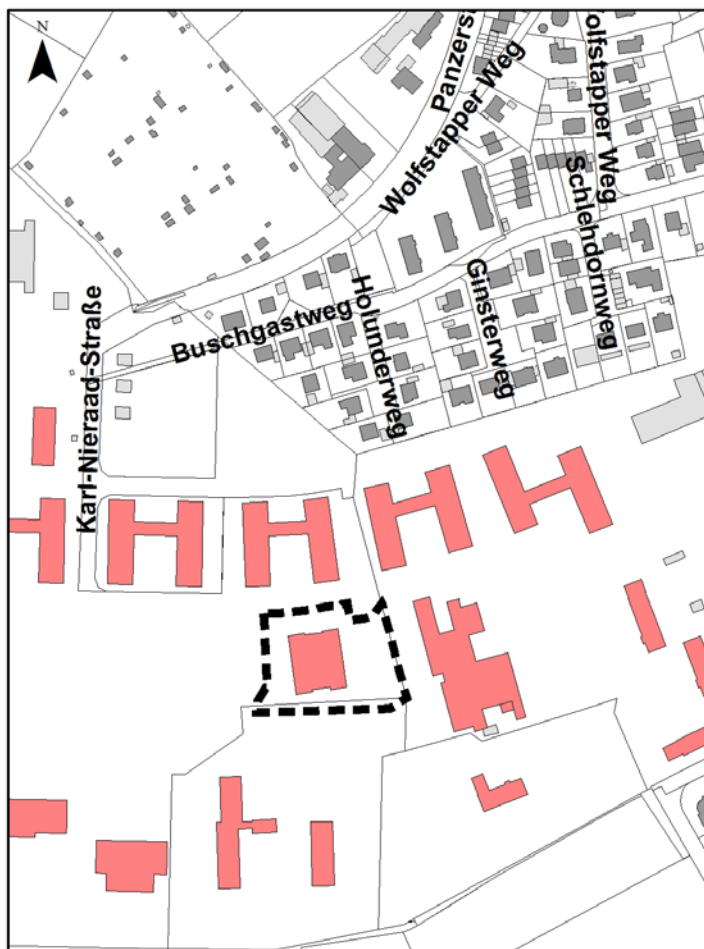 N
Panzers
Wolfstapper Weg
olfstapper Weg
Schlehdornweg
Ginsterweg
Holunderweg
Buschgastweg
Karl-Nieraad-Straße